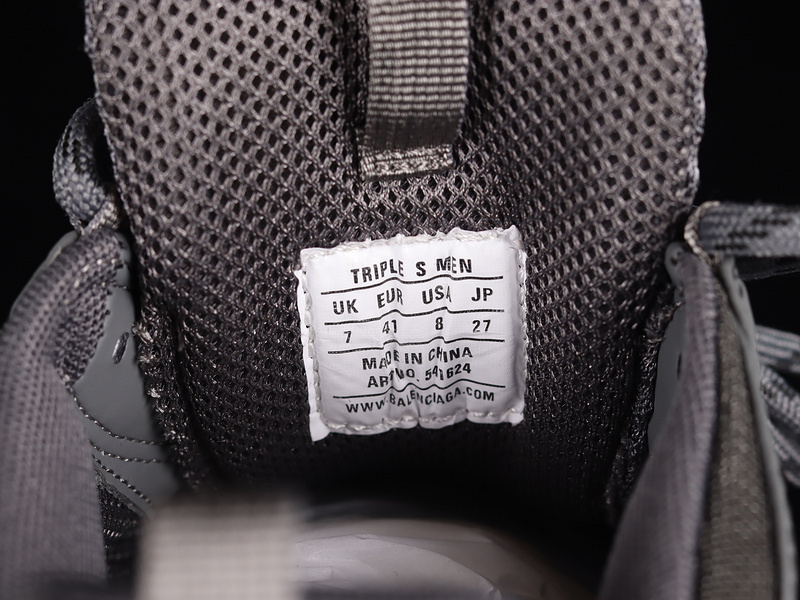 TRIPLE S MEN
UK EUR USA JP
7 41 8 27
MADE IN CHINA
ART NO. 541624
WWW.BALENCIAGA.COM